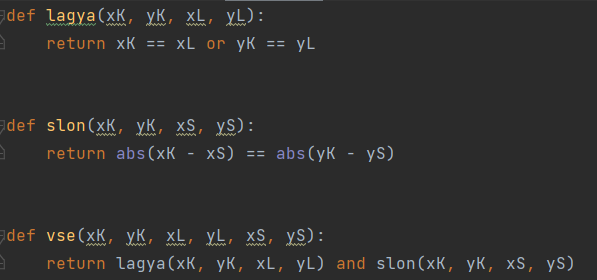 def lagya(xK, yK, xL, yL):
    return xK == xL or yK == yL
def slon(xK, yK, xS, yS):
    return abs(xK - xS) == abs(yK - yS)
def vse(xK, yK, xL, yL, xS, yS):
    return lagya(xK, yK, xL, yL) and slon(xK, yK, xS, yS)